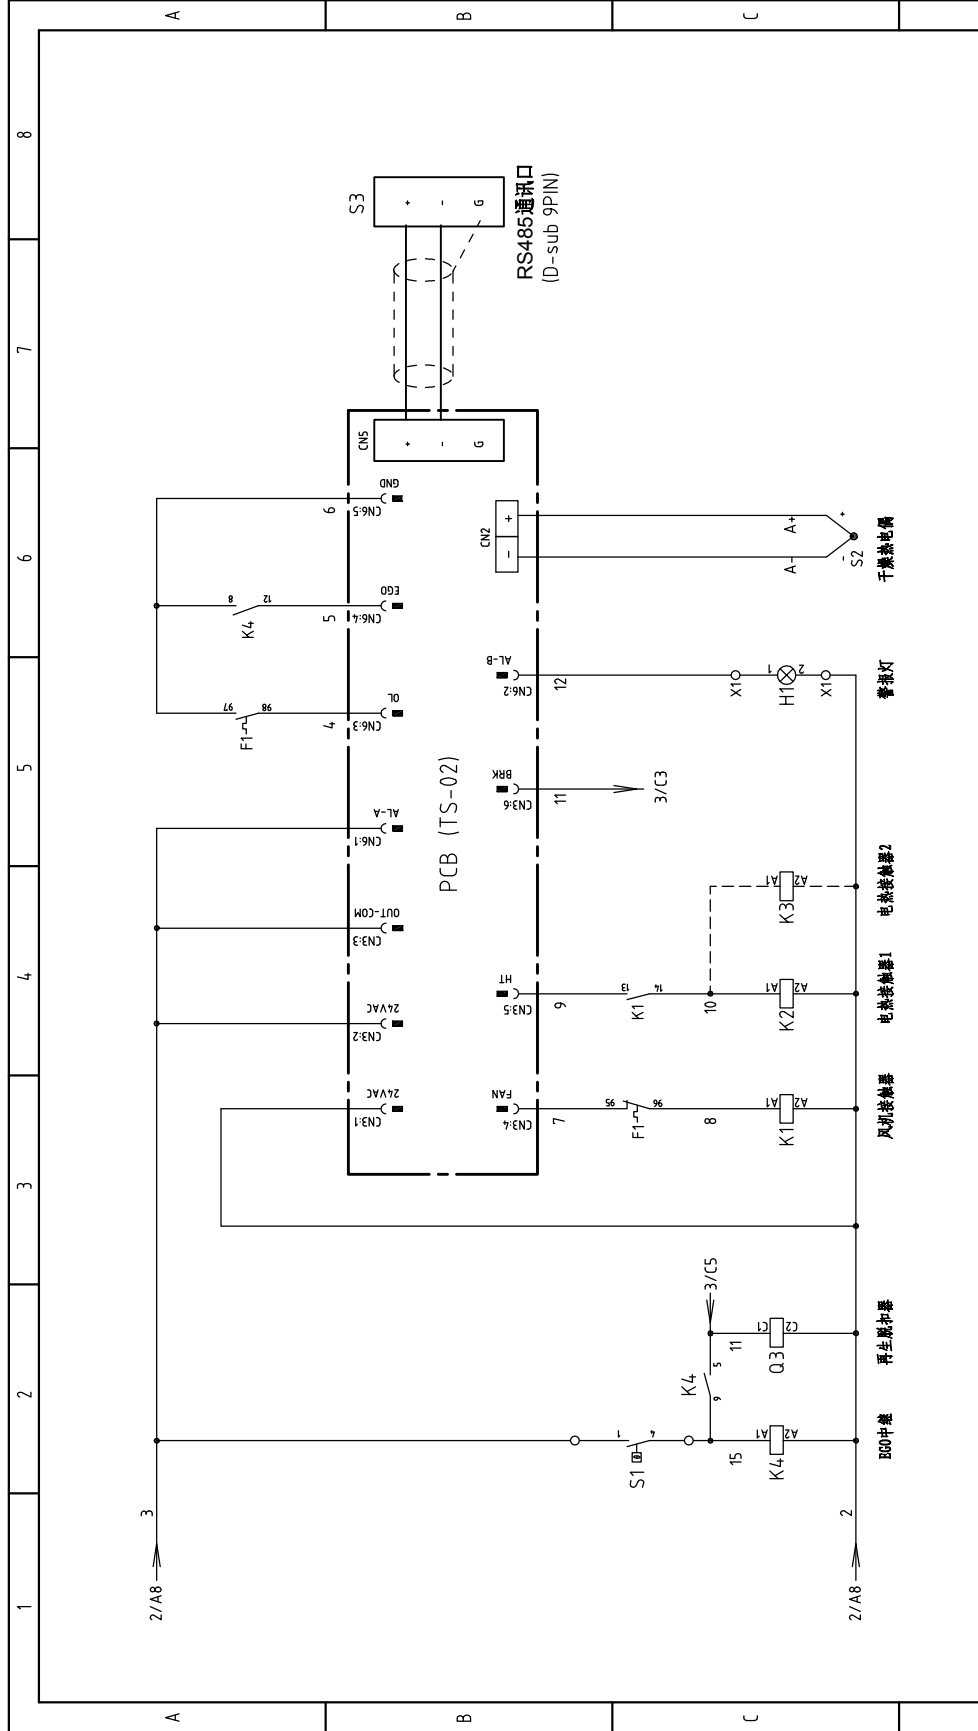 A
B
C
8
7
6
5
4
3
2
1
S3
+
-
G
RS485通讯口
(D-sub 9PIN)
CN5
+
-
G
6
GND
CN6:5
K4
8
12
5
EGO
CN6:4
F1
97
98
4
OL
CN6:3
AL-A
CN6:1
OUT-COM
CN3:3
24VAC
CN3:2
24VAC
CN3:1
PCB (TS-02)
CN2
-
+
A-
A+
-
+
S2
干燥热电偶
AL-B
CN6:2
12
X1
H1
1
2
X1
警报灯
BRK
CN3:6
11
3/C3
K3
A1
A2
电热接触器2
HT
CN3:5
9
K1
13
14
10
K2
A1
A2
电热接触器1
FAN
CN3:4
7
F1
95
96
8
K1
A1
A2
风机接触器
3/C5
11
Q3
C1
C2
再生脱扣器
K4
9
5
S1
1
4
15
K4
A1
A2
EGO中继
3
2/A8
2
2/A8
A
B
C